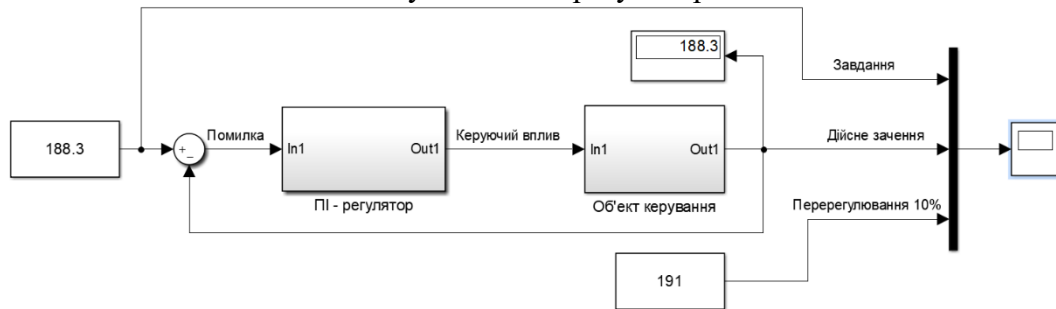 188.3
Завдання
188.3
+
−
Помилка
In1
Out1
Керуючий вплив
In1
Out1
Дійсне зачення
ПІ - регулятор
Об'ект керування
Перерегулювання 10%
191